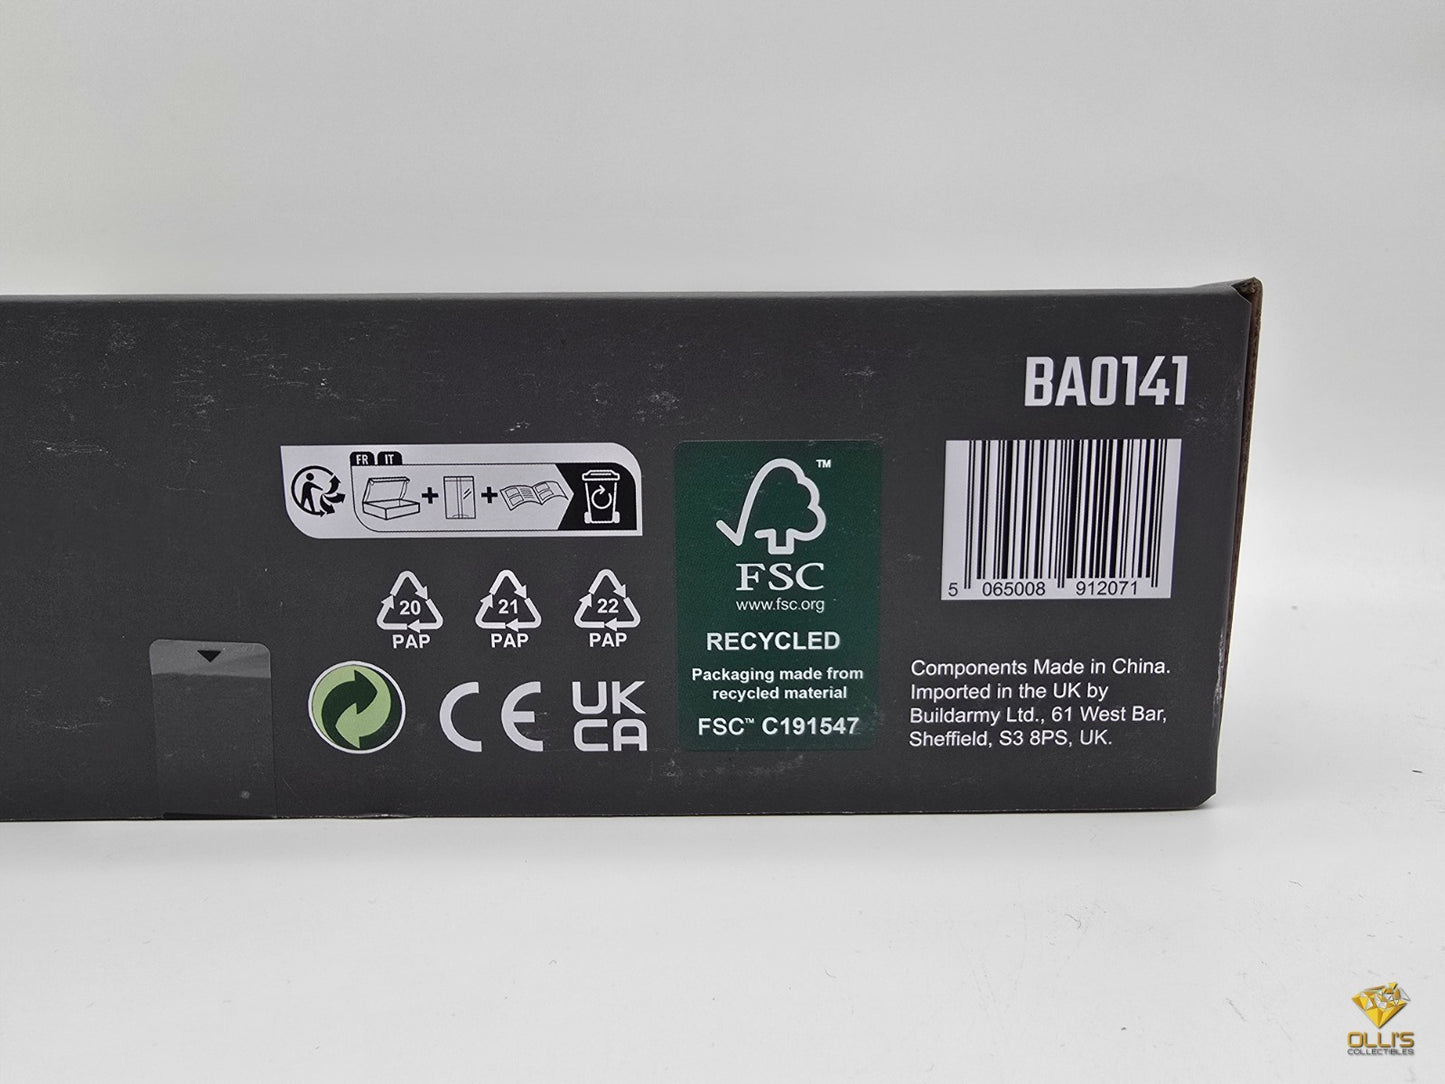 BA0141
FR IT
20
PAP
21
PAP
22
PAP
CE
UK
CA
™
FSC
www.fsc.org
RECYCLED
Packaging made from
recycled material
FSC™ C191547
5 065008 912071
Components Made in China.
Imported in the UK by
Buildarmy Ltd., 61 West Bar,
Sheffield, S3 8PS, UK.
OLLI'S
COLLECTIBLES